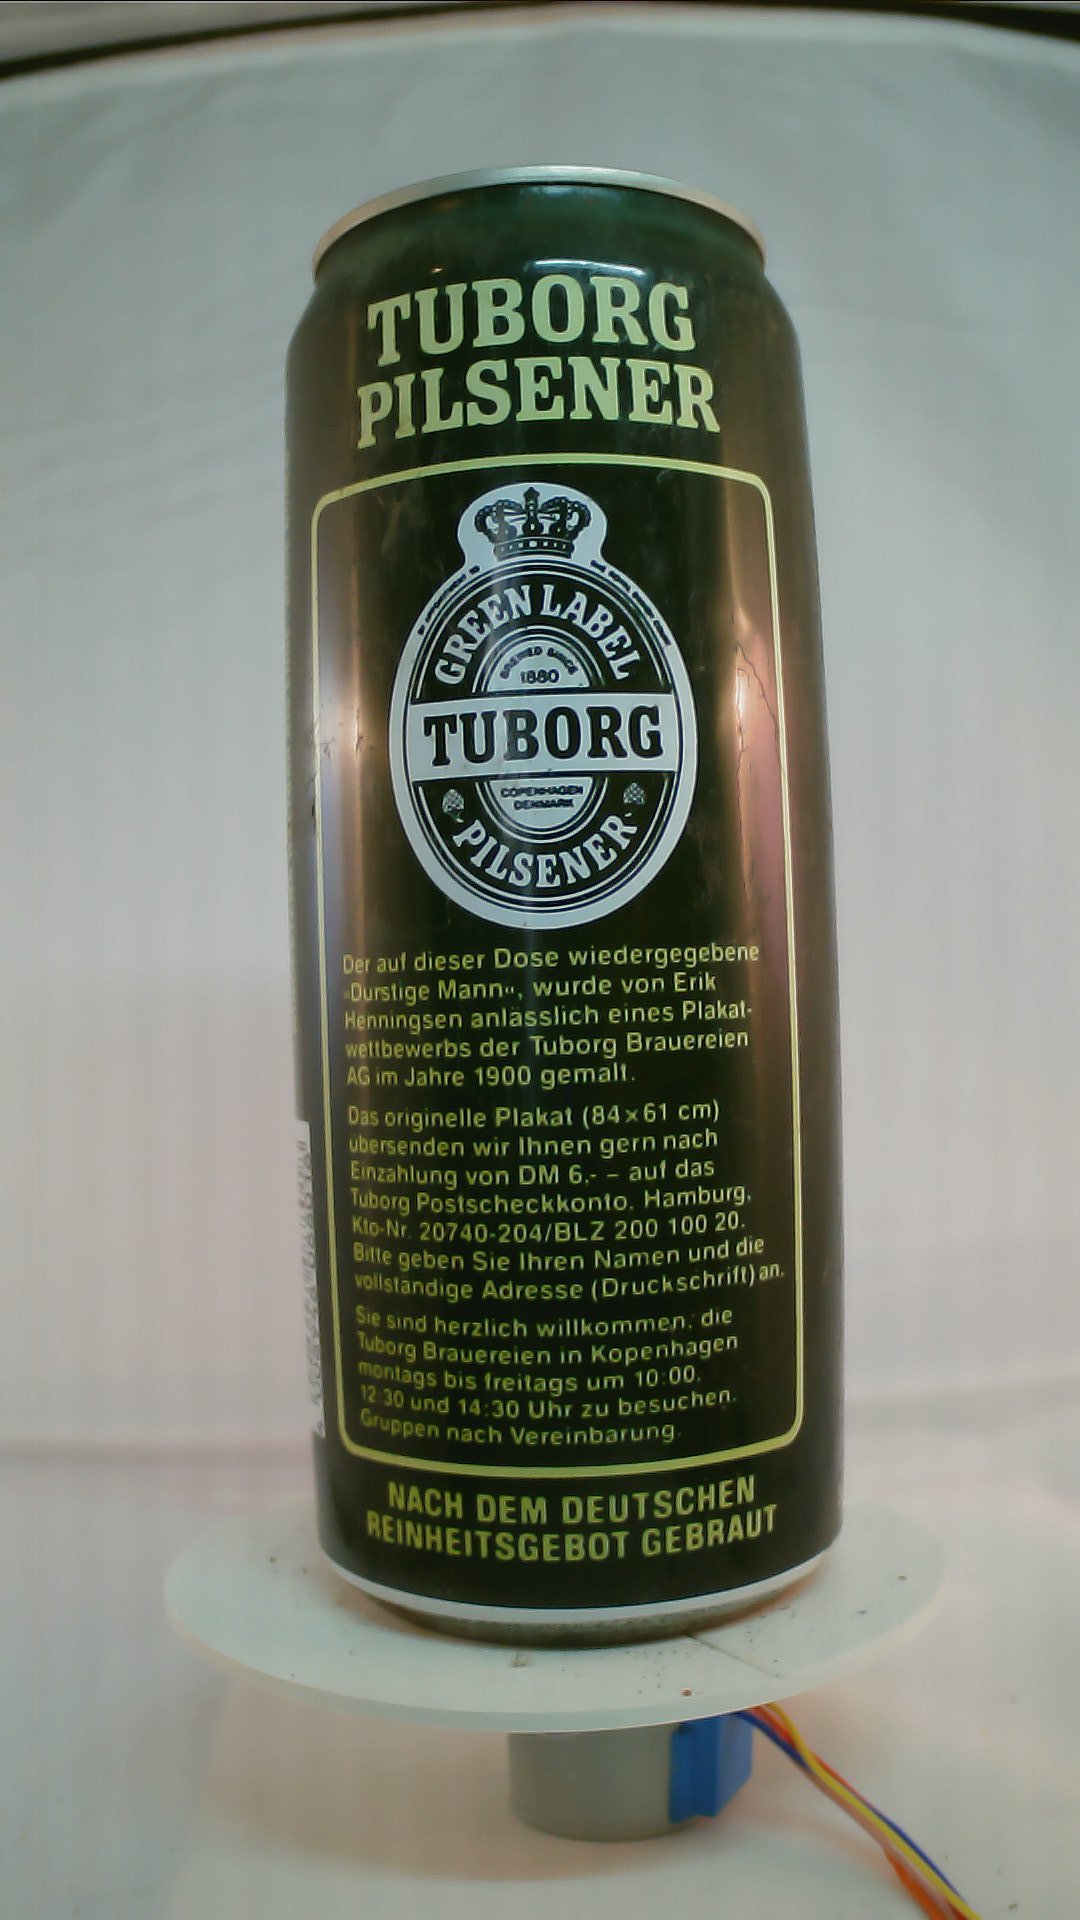 TUBORG
PILSENER
GREEN LABEL
BREWED SINCE
1880
TUBORG
COPENHAGEN
DENMARK
PILSENER
Der auf dieser Dose wiedergegebene
»Durstige Mann«, wurde von Erik
Henningsen anlässlich eines Plakat-
wettbewerbs der Tuborg Brauereien
AG im Jahre 1900 gemalt.
Das originelle Plakat (84×61 cm)
übersenden wir Ihnen gern nach
Einzahlung von DM 6,- – auf das
Tuborg Postscheckkonto, Hamburg,
Kto-Nr. 20740-204/BLZ 200 100 20.
Bitte geben Sie Ihren Namen und die
vollständige Adresse (Druckschrift) an.
Sie sind herzlich willkommen, die
Tuborg Brauereien in Kopenhagen
montags bis freitags um 10:00,
12:30 und 14:30 Uhr zu besuchen.
Gruppen nach Vereinbarung.
NACH DEM DEUTSCHEN
REINHEITSGEBOT GEBRAUT